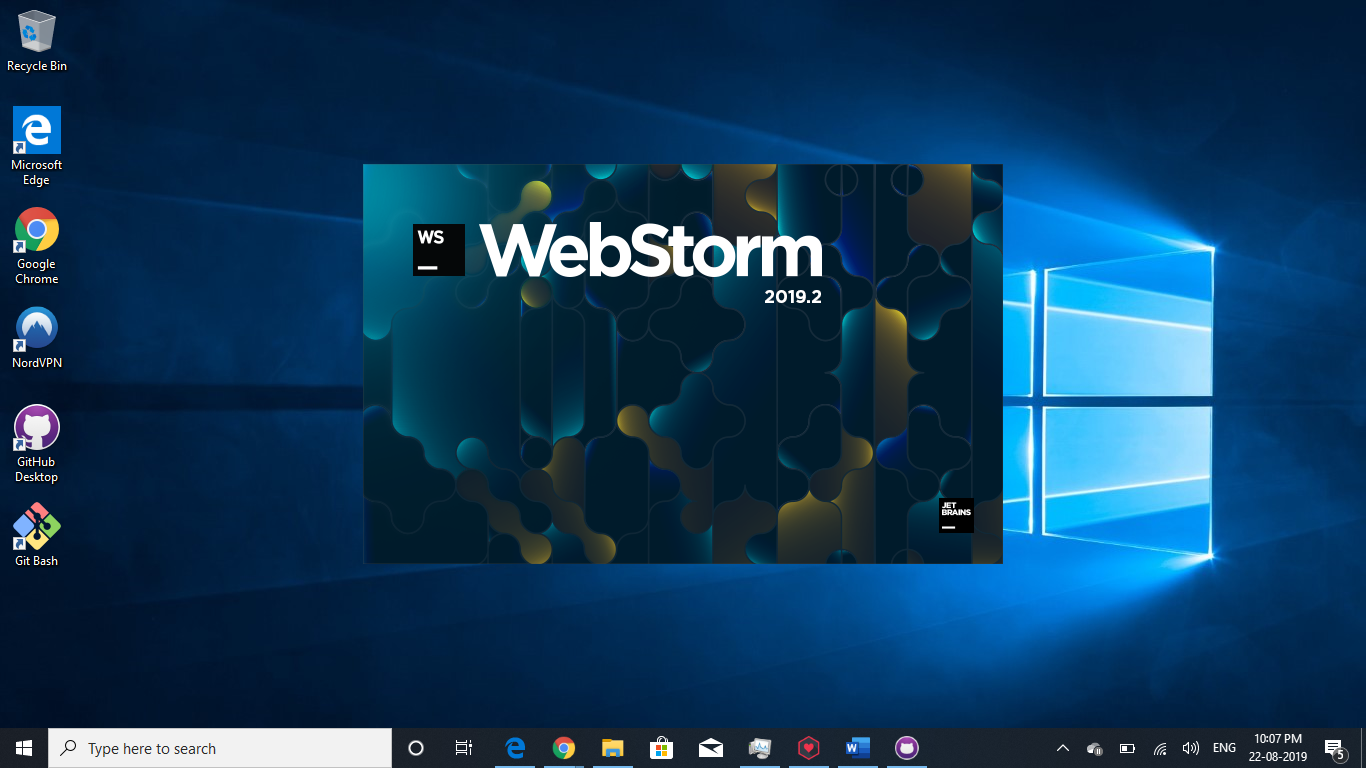 Recycle Bin
Microsoft
Edge
Google
Chrome
NordVPN
GitHub
Desktop
Git Bash
WS
WebStorm
2019.2
JET
BRAINS
Type here to search
W
ENG
10:07 PM
22-08-2019
5